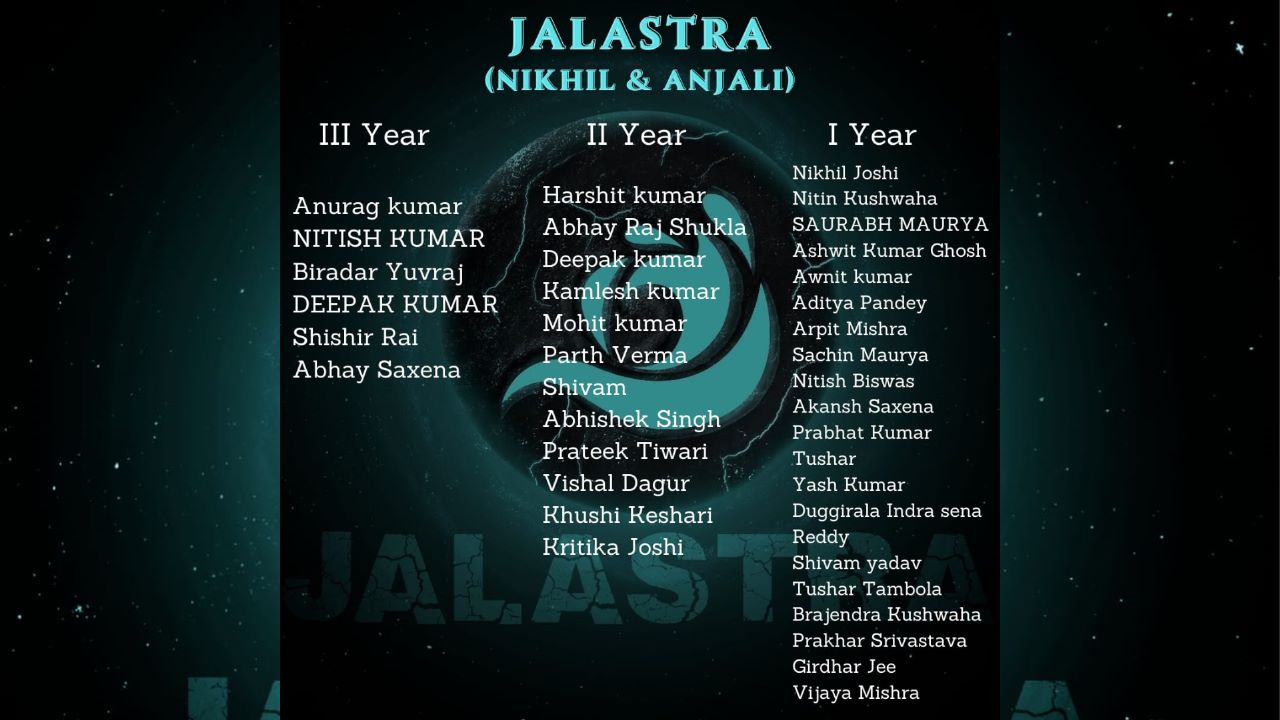 JALASTRA
(NIKHIL & ANJALI)
III Year
Anurag kumar
NITISH KUMAR
Biradar Yuvraj
DEEPAK KUMAR
Shishir Rai
Abhay Saxena
II Year
Harshit kumar
Abhay Raj Shukla
Deepak kumar
Kamlesh kumar
Mohit kumar
Parth Verma
Shivam
Abhishek Singh
Prateek Tiwari
Vishal Dagur
Khushi Keshari
Kritika Joshi
I Year
Nikhil Joshi
Nitin Kushwaha
SAURABH MAURYA
Ashwit Kumar Ghosh
Awnit kumar
Aditya Pandey
Arpit Mishra
Sachin Maurya
Nitish Biswas
Akansh Saxena
Prabhat Kumar
Tushar
Yash Kumar
Duggirala Indra sena
Reddy
Shivam yadav
Tushar Tambola
Brajendra Kushwaha
Prakhar Srivastava
Girdhar Jee
Vijaya Mishra
JALASTRA